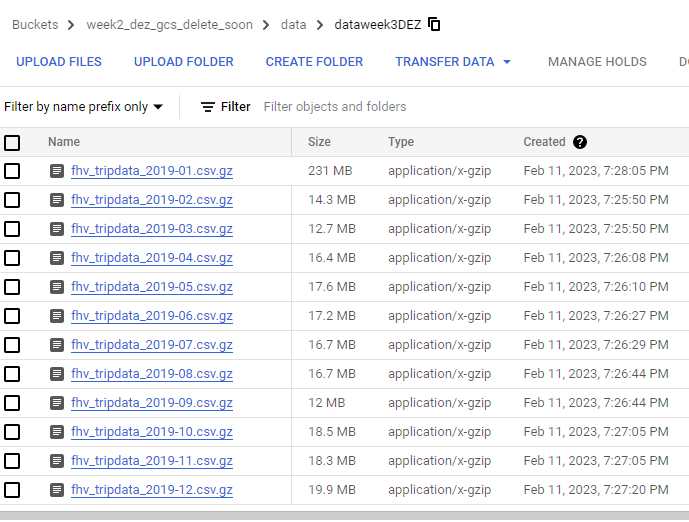 Buckets > week2_dez_gcs_delete_soon > data > dataweek3DEZ
UPLOAD FILES UPLOAD FOLDER CREATE FOLDER TRANSFER DATA MANAGE HOLDS
Filter by name prefix only Filter Filter objects and folders
Name Size Type Created
fhv_tripdata_2019-01.csv.gz 231 MB application/x-gzip Feb 11, 2023, 7:28:05 PM
fhv_tripdata_2019-02.csv.gz 14.3 MB application/x-gzip Feb 11, 2023, 7:25:50 PM
fhv_tripdata_2019-03.csv.gz 12.7 MB application/x-gzip Feb 11, 2023, 7:25:50 PM
fhv_tripdata_2019-04.csv.gz 16.4 MB application/x-gzip Feb 11, 2023, 7:26:08 PM
fhv_tripdata_2019-05.csv.gz 17.6 MB application/x-gzip Feb 11, 2023, 7:26:10 PM
fhv_tripdata_2019-06.csv.gz 17.2 MB application/x-gzip Feb 11, 2023, 7:26:27 PM
fhv_tripdata_2019-07.csv.gz 16.7 MB application/x-gzip Feb 11, 2023, 7:26:29 PM
fhv_tripdata_2019-08.csv.gz 16.7 MB application/x-gzip Feb 11, 2023, 7:26:44 PM
fhv_tripdata_2019-09.csv.gz 12 MB application/x-gzip Feb 11, 2023, 7:26:44 PM
fhv_tripdata_2019-10.csv.gz 18.5 MB application/x-gzip Feb 11, 2023, 7:27:05 PM
fhv_tripdata_2019-11.csv.gz 18.3 MB application/x-gzip Feb 11, 2023, 7:27:05 PM
fhv_tripdata_2019-12.csv.gz 19.9 MB application/x-gzip Feb 11, 2023, 7:27:20 PM